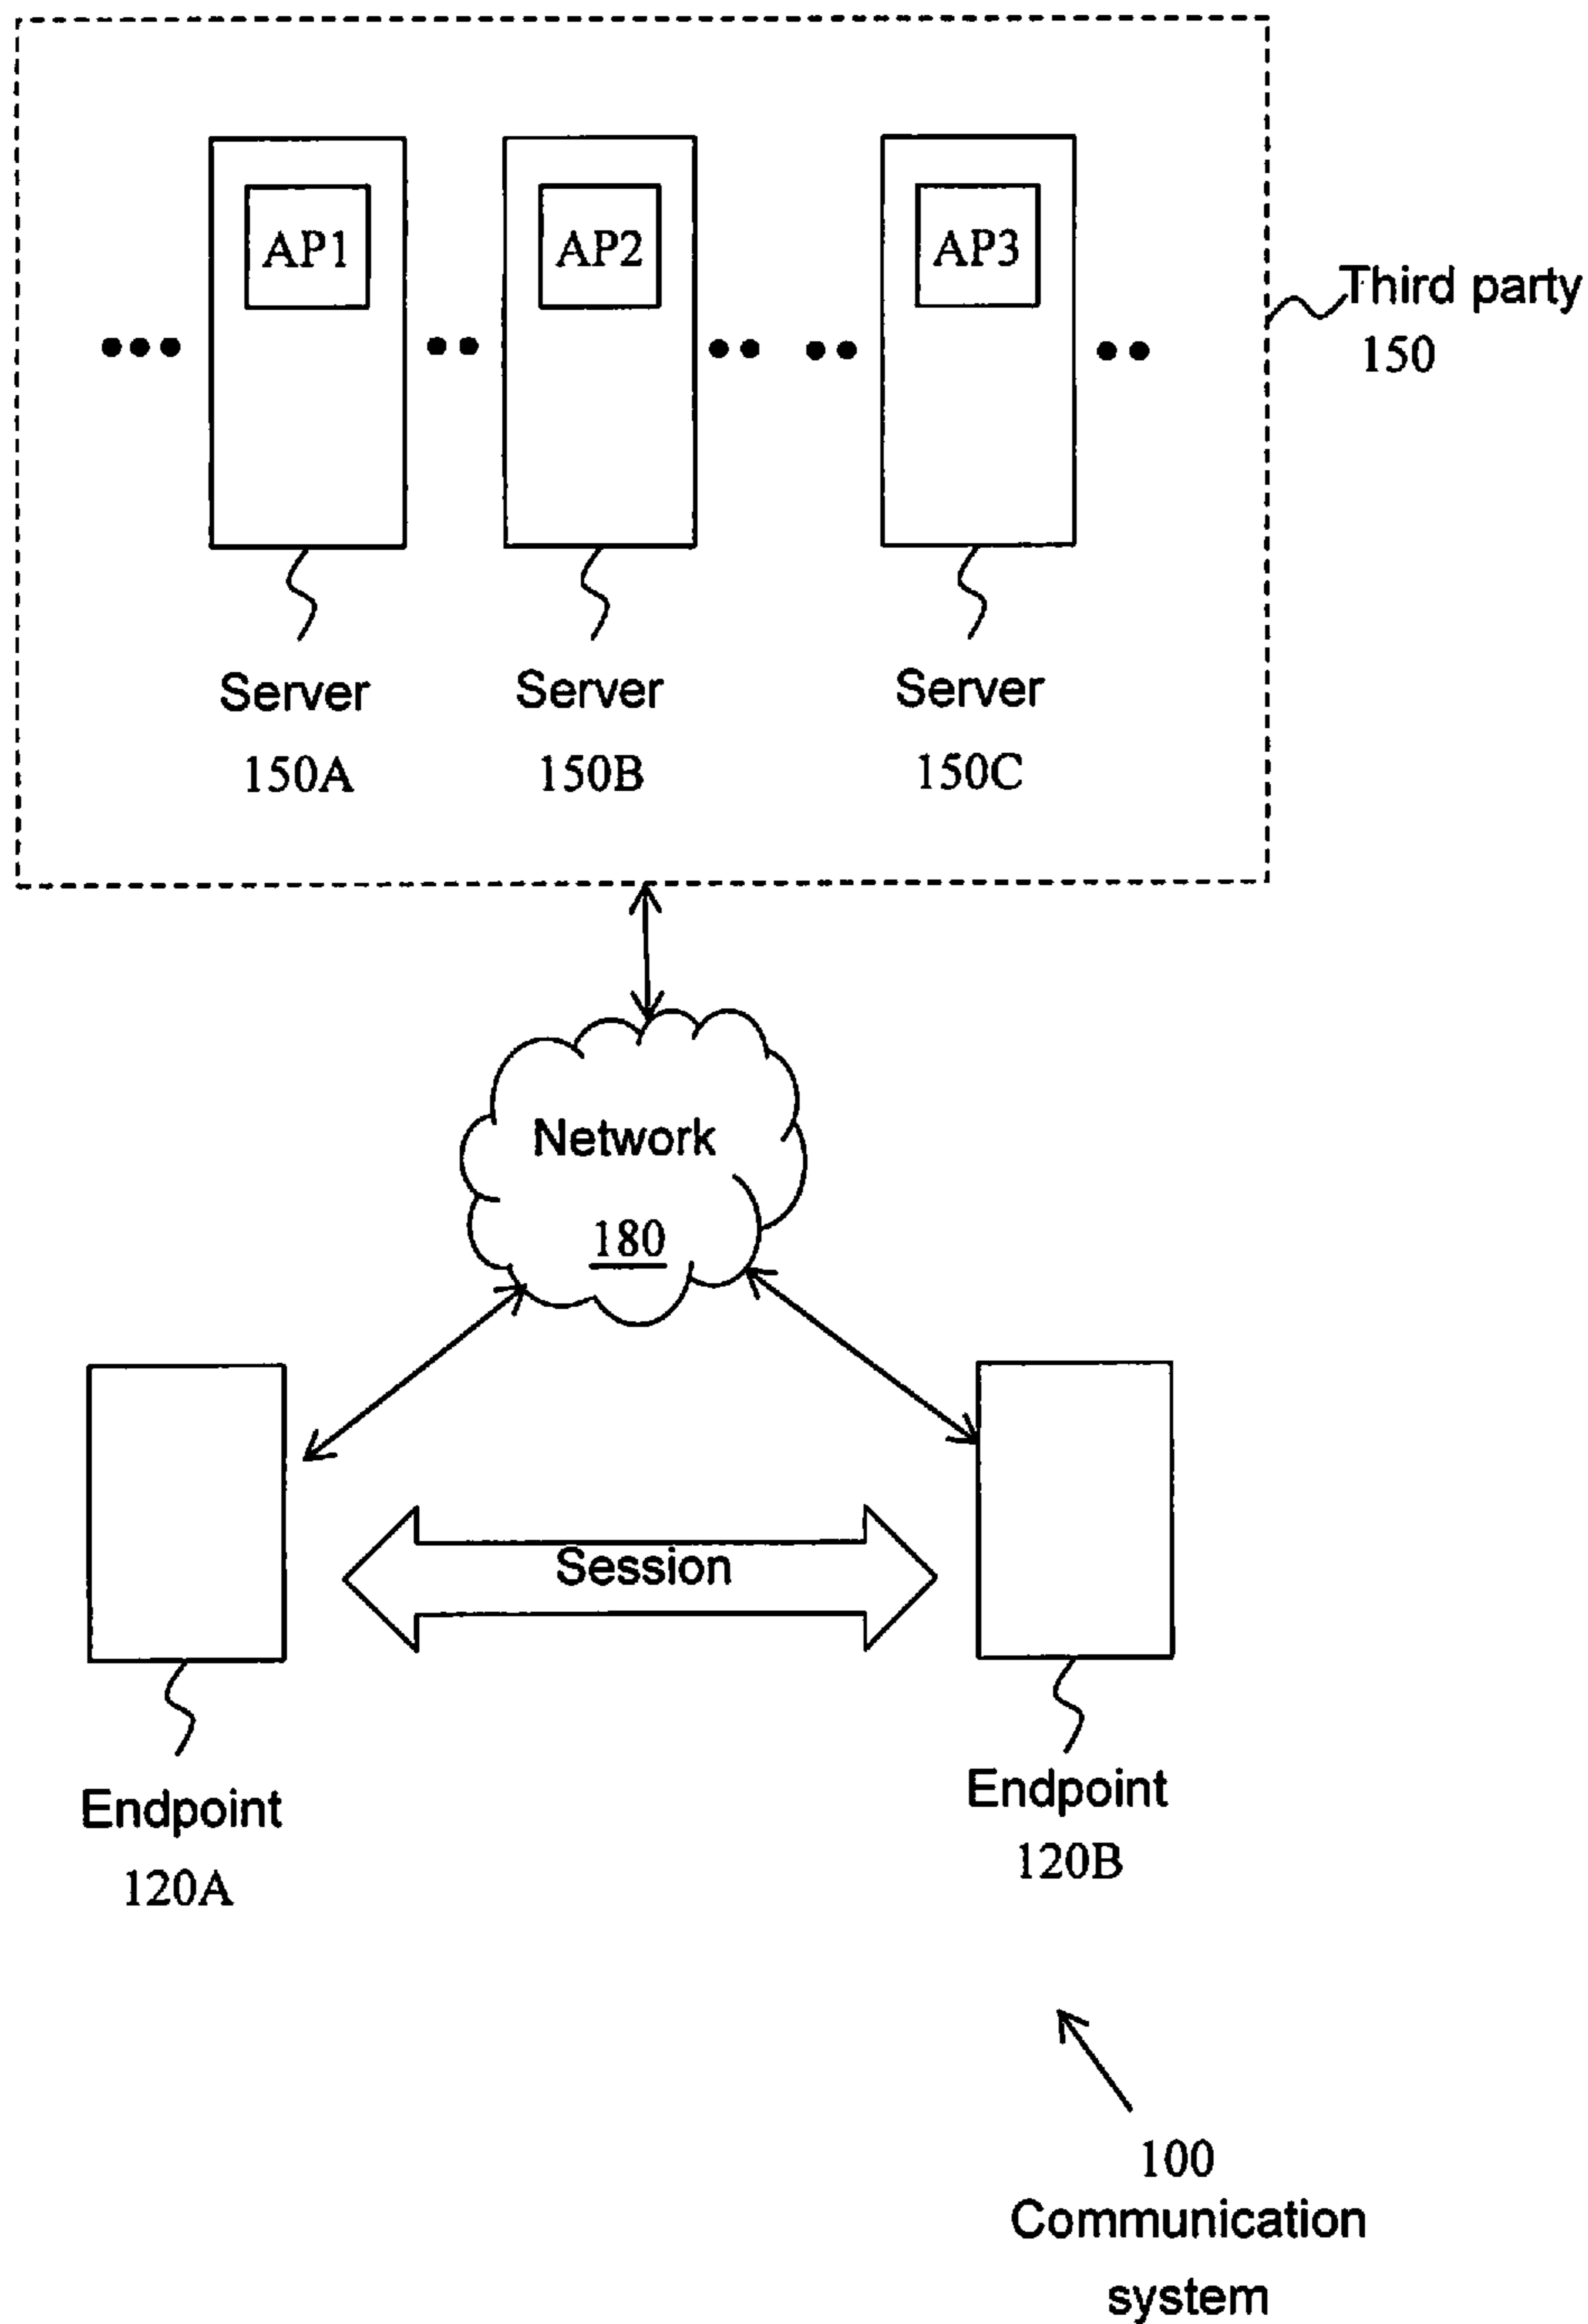 AP1 AP2 AP3
Third party
150
Server Server Server
150A 150B 150C
Network
180
Session
Endpoint Endpoint
120A 120B
100
Communication
system